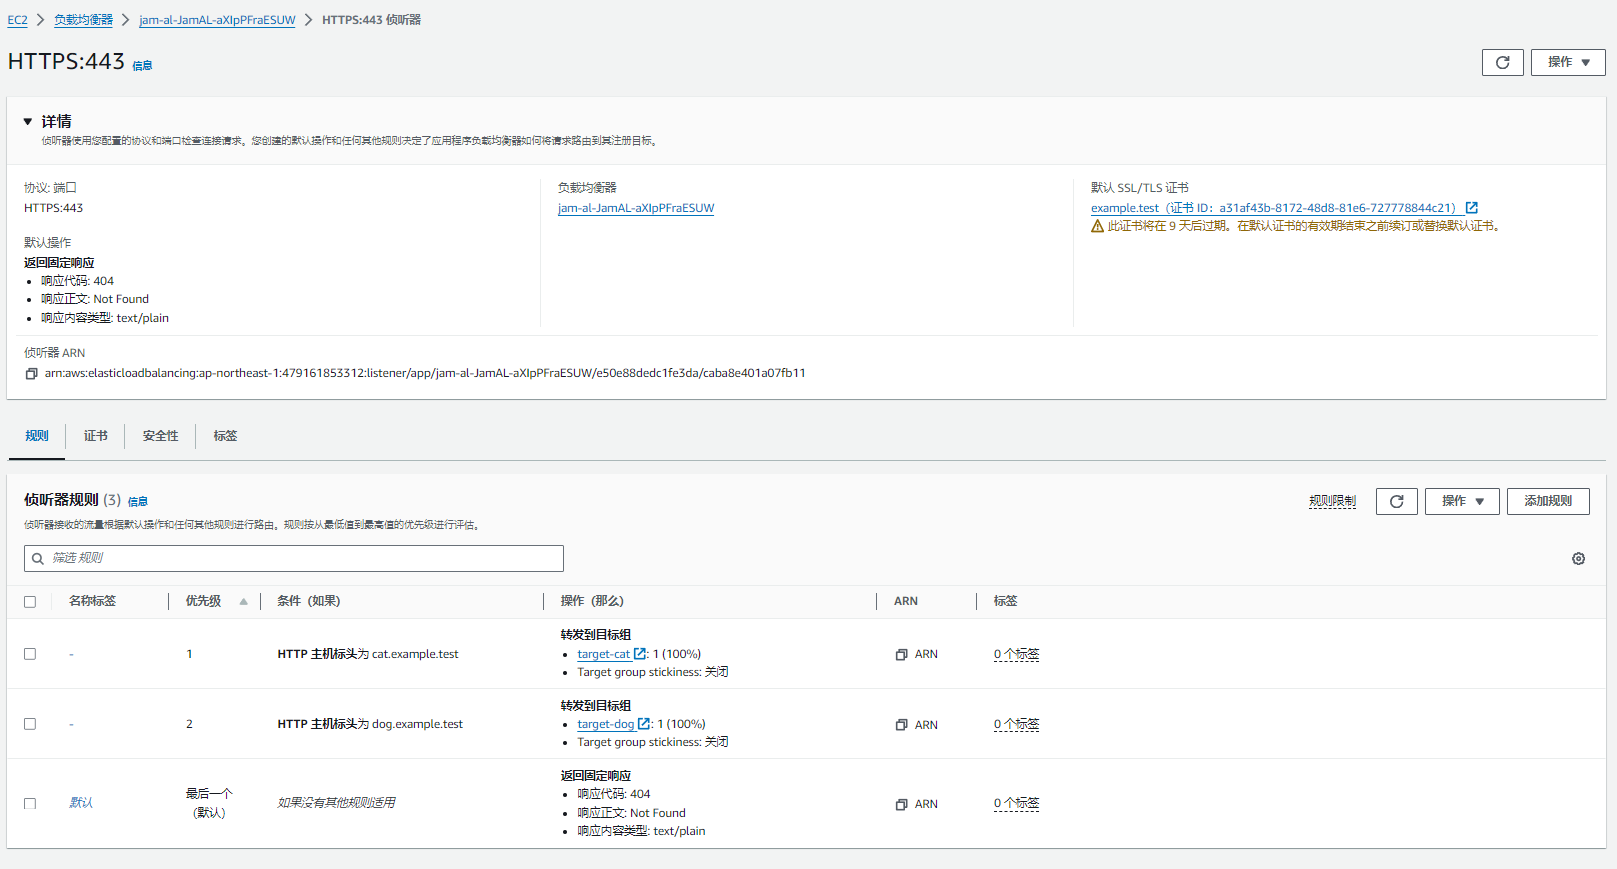 EC2 > 负载均衡器 > jam-al-JamAL-aXIpPFraESUW > HTTPS:443 侦听器
HTTPS:443 信息
操作
详情
侦听器使用您配置的协议和端口检查连接请求。您创建的默认操作和任何其他规则决定了应用程序负载均衡器如何将请求路由到其注册目标。
协议: 端口
HTTPS:443
默认操作
返回固定响应
• 响应代码: 404
• 响应正文: Not Found
• 响应内容类型: text/plain
负载均衡器
jam-al-JamAL-aXIpPFraESUW
默认 SSL/TLS 证书
example.test（证书 ID：a31af43b-8172-48d8-81e6-727778844c21）
此证书将在 9 天后过期。在默认证书的有效期结束之前续订或替换默认证书。
侦听器 ARN
arn:aws:elasticloadbalancing:ap-northeast-1:479161853312:listener/app/jam-al-JamAL-aXIpPFraESUW/e50e88dedc1fe3da/caba8e401a07fb11
规则 证书 安全性 标签
侦听器规则 (3) 信息
规则限制 操作 添加规则
侦听器接收的流量根据默认操作和任何其他规则进行路由。规则按从最低值到最高值的优先级进行评估。
筛选 规则
名称标签 优先级 条件（如果） 操作（那么） ARN 标签
- 1 HTTP 主机标头为 cat.example.test
转发到目标组
• target-cat : 1 (100%)
• Target group stickiness: 关闭
ARN 0 个标签
- 2 HTTP 主机标头为 dog.example.test
转发到目标组
• target-dog : 1 (100%)
• Target group stickiness: 关闭
ARN 0 个标签
默认
最后一个
（默认）
如果没有其他规则适用
返回固定响应
• 响应代码: 404
• 响应正文: Not Found
• 响应内容类型: text/plain
ARN 0 个标签